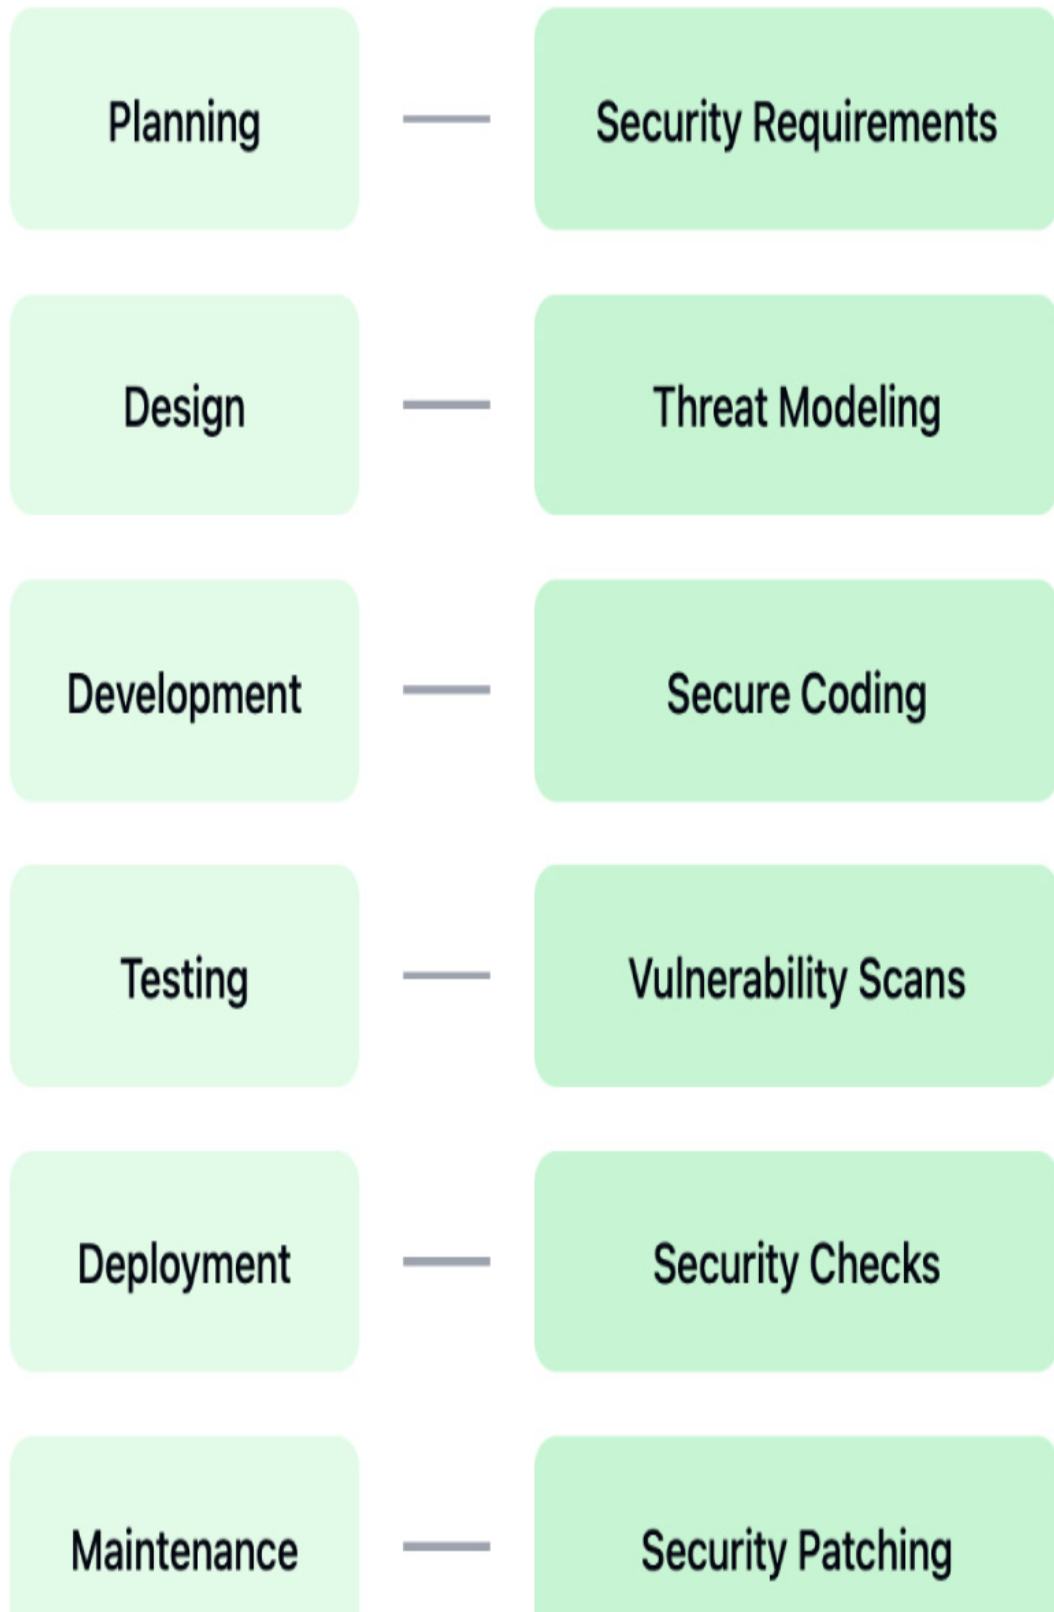 Planning
Security Requirements
Design
Threat Modeling
Development
Secure Coding
Testing
Vulnerability Scans
Deployment
Security Checks
Maintenance
Security Patching